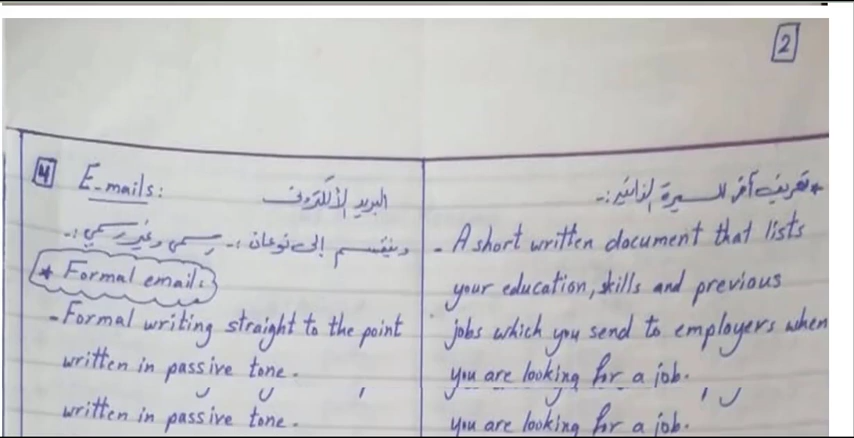 2
4 E-mails: البريد الإلكتروني
وينقسم إلى نوعان :- رسمي وغير رسمي :-
* Formal email:
- Formal writing straight to the point
written in passive tone.
written in passive tone.
* تعريف آخر للسيرة الذاتية :-
- A short written document that lists
your education, skills and previous
jobs which you send to employers when
you are looking for a job.
you are looking for a job.